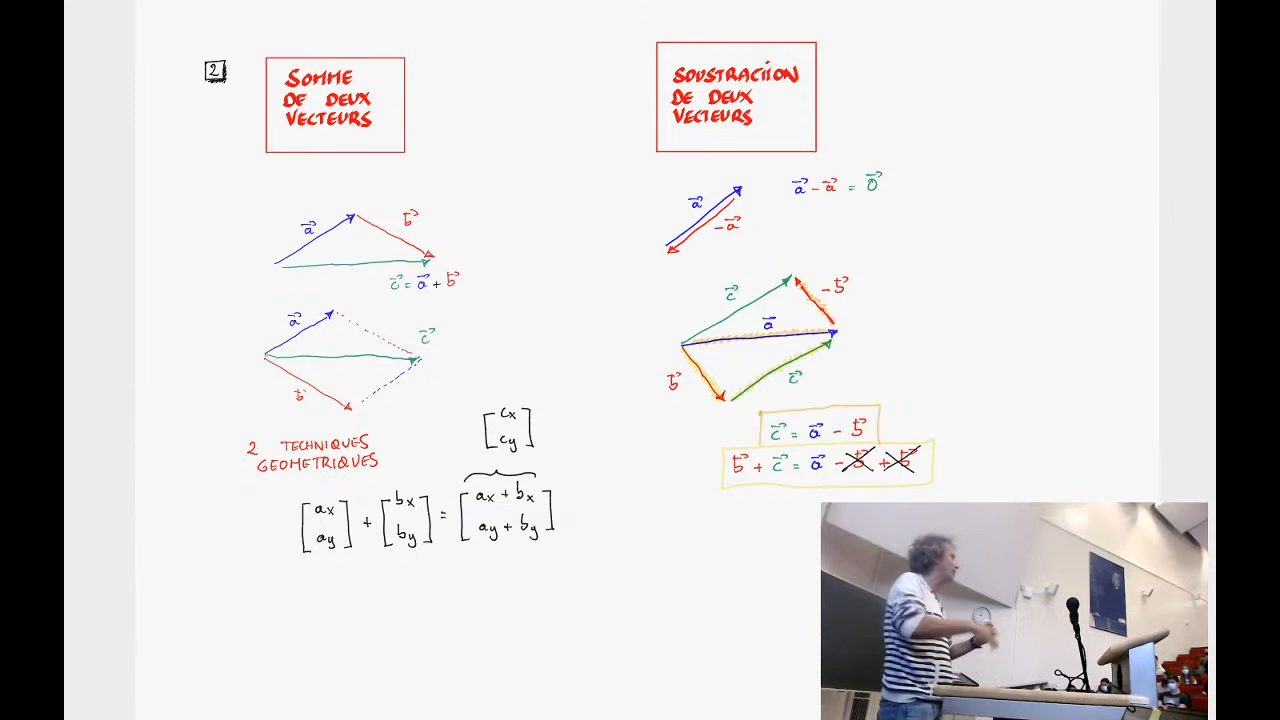 2
SOMME
DE DEUX
VECTEURS
a⃗
b⃗
c⃗ = a⃗ + b⃗
a⃗
c⃗
b⃗
2 TECHNIQUES
GEOMETRIQUES
[cx
cy]
[ax
ay] + [bx
by] = [ax + bx
ay + by]
SOUSTRACTION
DE DEUX
VECTEURS
a⃗
-a⃗
a⃗ - a⃗ = 0⃗
c⃗
-b⃗
a⃗
b⃗
c⃗
c⃗ = a⃗ - b⃗
b⃗ + c⃗ = a⃗ - b⃗ + b⃗